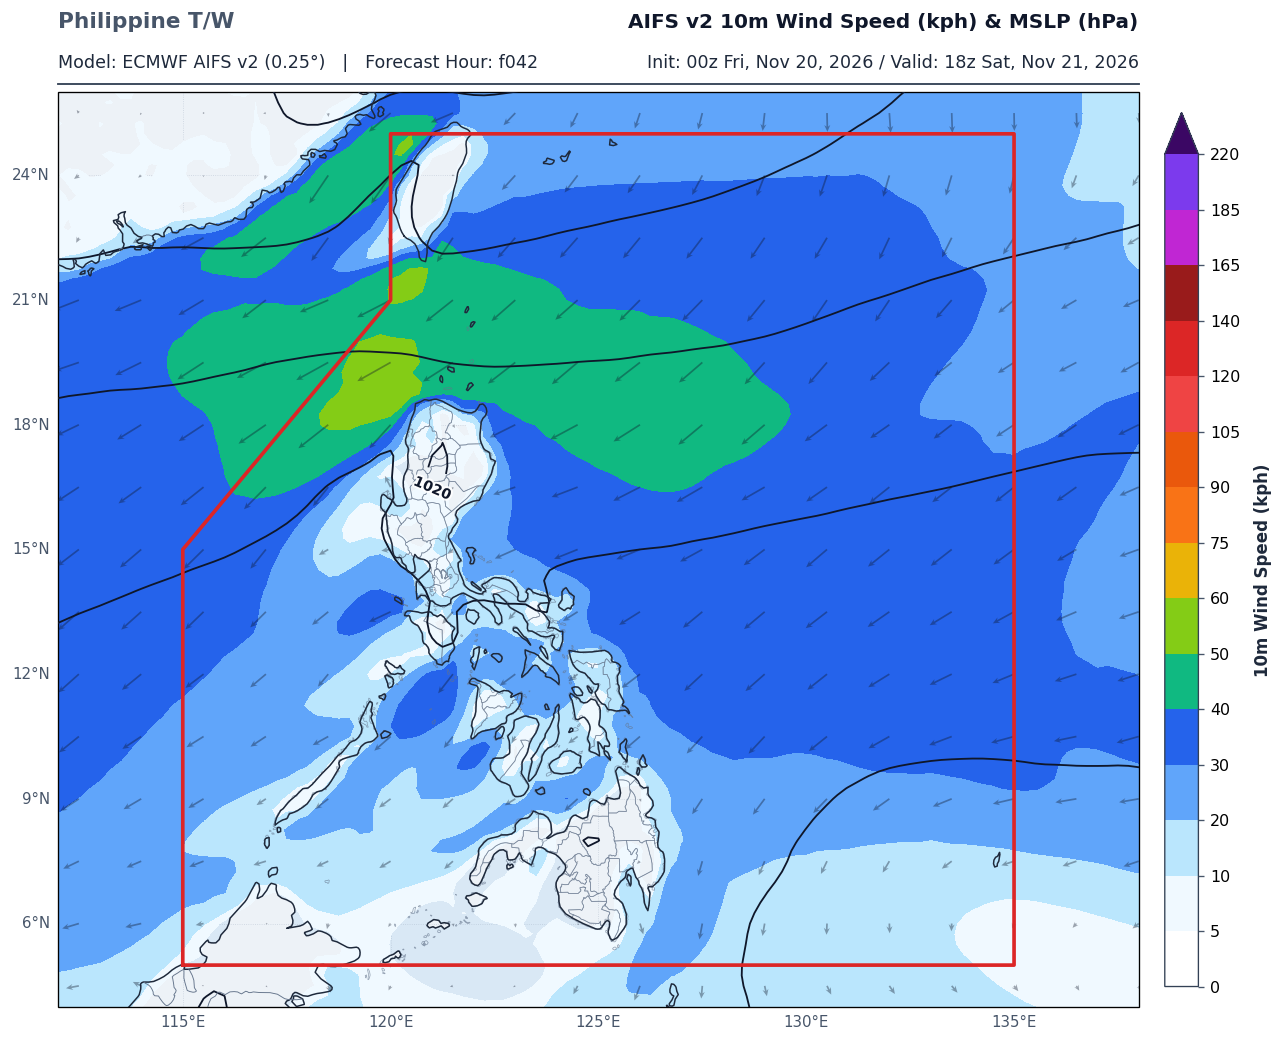 Philippine T/W
AIFS v2 10m Wind Speed (kph) & MSLP (hPa)
Model: ECMWF AIFS v2 (0.25°)   |   Forecast Hour: f042
Init: 00z Fri, Nov 20, 2026 / Valid: 18z Sat, Nov 21, 2026
24°N
21°N
18°N
15°N
12°N
9°N
6°N
115°E
120°E
125°E
130°E
135°E
1020
220
185
165
140
120
105
90
75
60
50
40
30
20
10
5
0
10m Wind Speed (kph)